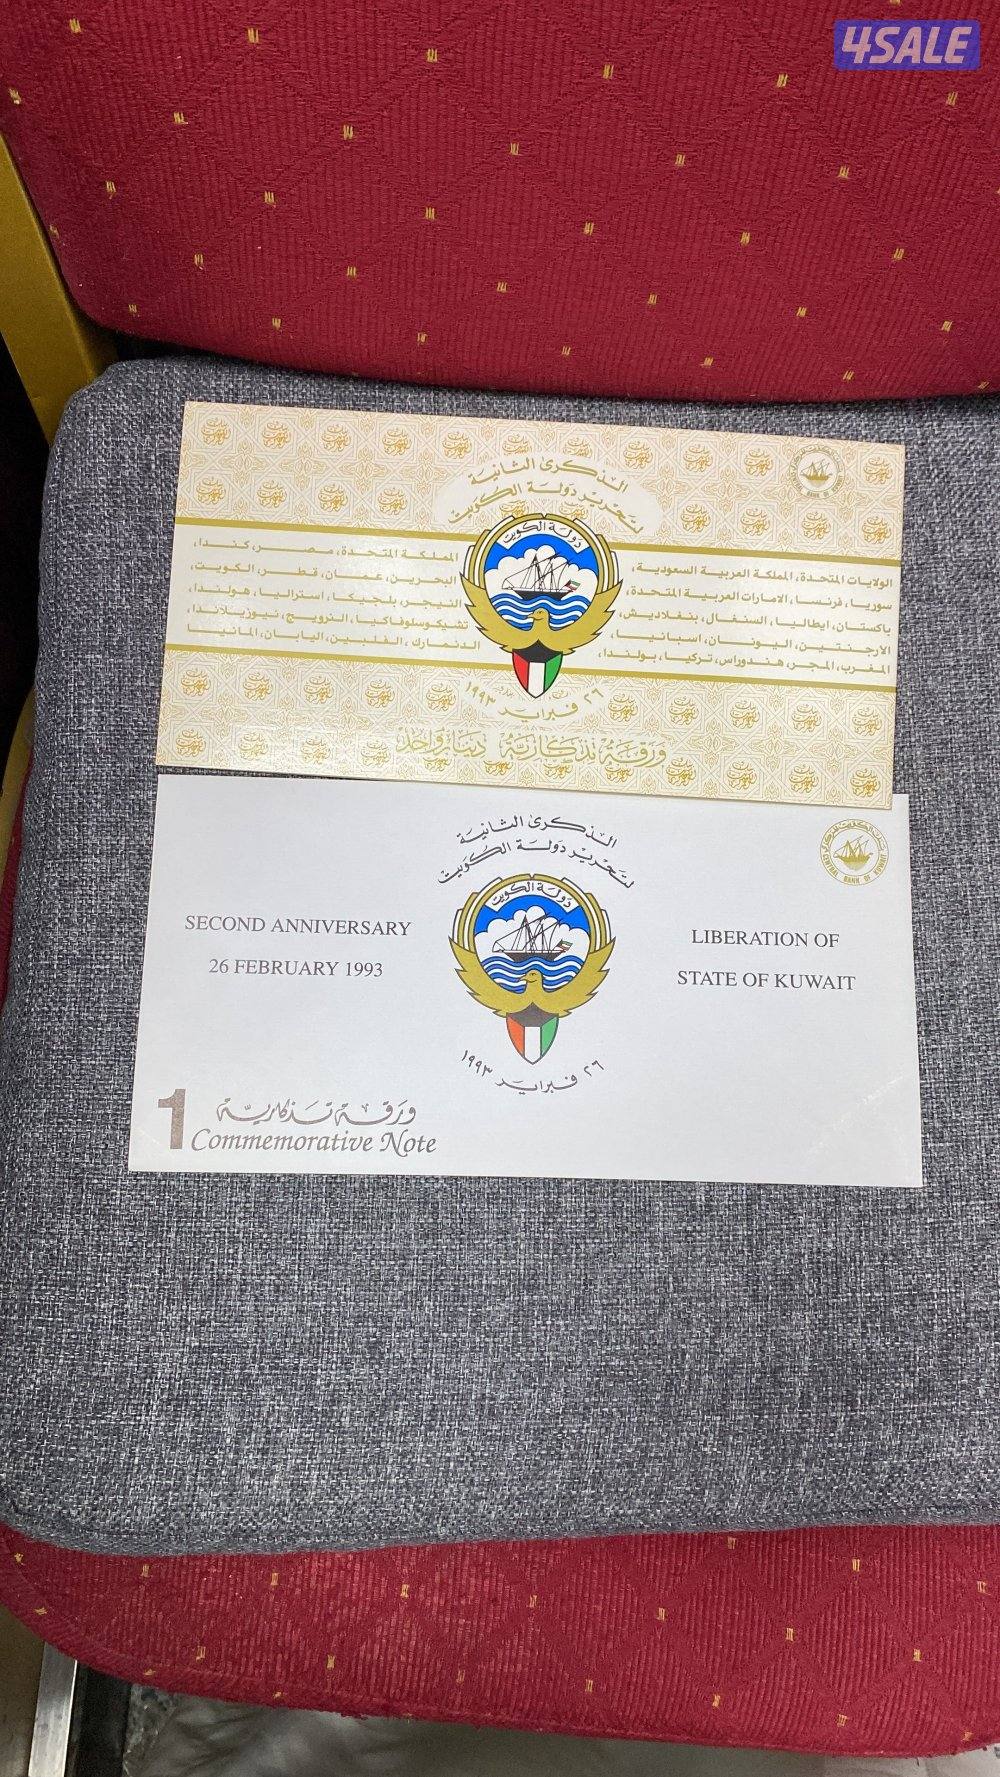 4SALE
الذكرى الثانية
لتحرير دولة الكويت
دولة الكويت
الولايات المتحدة، المملكة العربية السعودية،
سوريا، فرنسا، الامارات العربية المتحدة،
باكستان، ايطاليا، السنغال، بنغلاديش،
الارجنتين، اليونان، اسبانيا،
المغرب، المجر، هندوراس، تركيا، بولندا،
المملكة المتحدة، مصر، كندا،
البحرين، عمان، قطر، الكويت،
النيجر، بلجيكا، استراليا، هولندا،
تشيكوسلوفاكيا، النرويج، نيوزيلاندا،
الدنمارك، الفلبين، اليابان، المانيا
٢٦ فبراير ١٩٩٣
ورقة تذكارية دينار واحد
الذكرى الثانية
لتحرير دولة الكويت
بنك الكويت المركزي
CENTRAL BANK OF KUWAIT
دولة الكويت
SECOND ANNIVERSARY
26 FEBRUARY 1993
LIBERATION OF
STATE OF KUWAIT
٢٦ فبراير ١٩٩٣
1 ورقة تذكارية
Commemorative Note